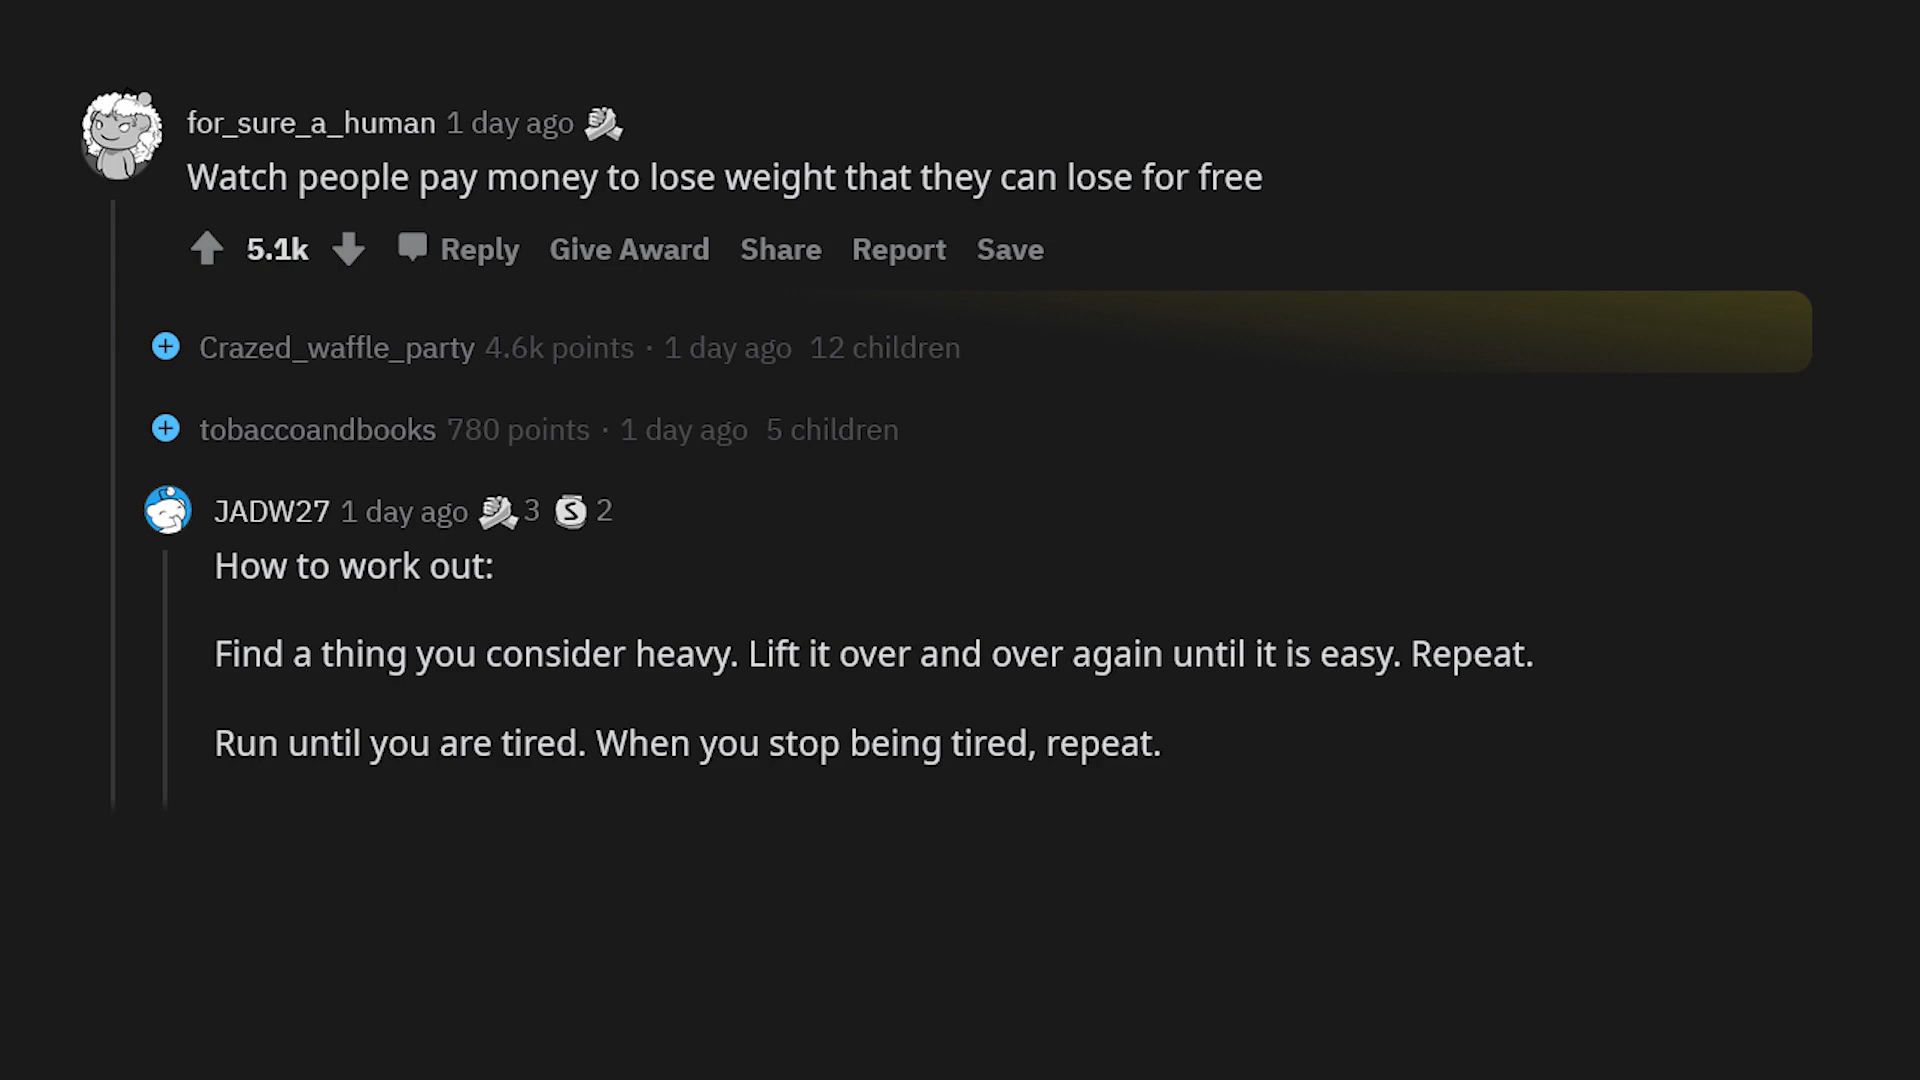 for_sure_a_human 1 day ago
Watch people pay money to lose weight that they can lose for free
5.1k Reply Give Award Share Report Save
Crazed_waffle_party 4.6k points · 1 day ago 12 children
tobaccoandbooks 780 points · 1 day ago 5 children
JADW27 1 day ago 3 S 2
How to work out:
Find a thing you consider heavy. Lift it over and over again until it is easy. Repeat.
Run until you are tired. When you stop being tired, repeat.